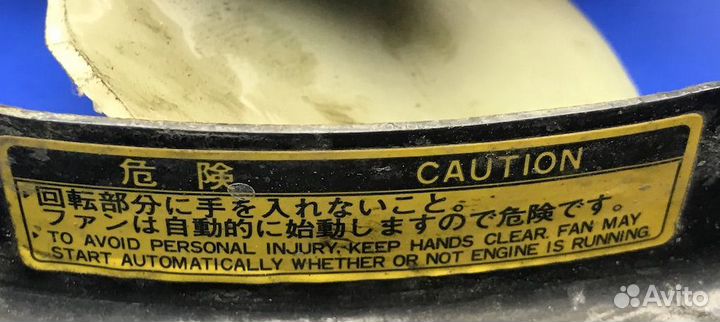 危険 CAUTION
・回転部分に手を入れないこと。
ファンは自動的に始動しますので危険です。
・TO AVOID PERSONAL INJURY, KEEP HANDS CLEAR. FAN MAY
START AUTOMATICALLY WHETHER OR NOT ENGINE IS RUNNING.
Avito